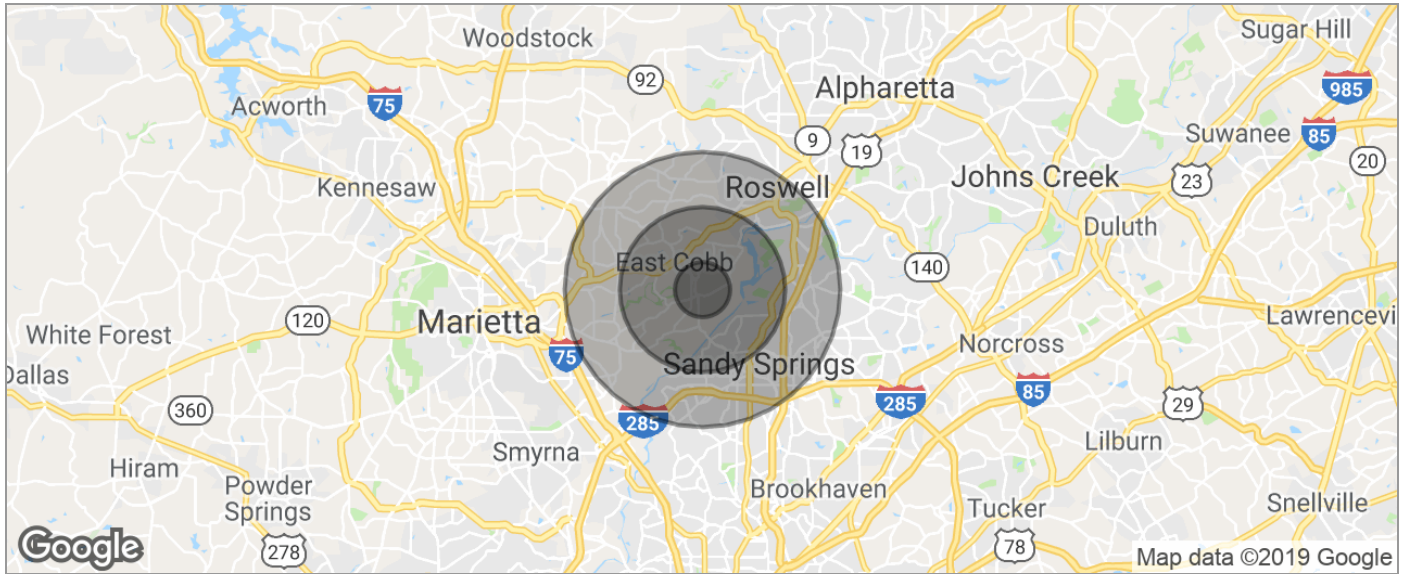 Woodstock
Sugar Hill
92
Alpharetta
985
Acworth
75
9
19
Suwanee
85
20
Kennesaw
Roswell
Johns Creek
23
Duluth
East Cobb
140
120
Marietta
White Forest
Lawrencevi
Norcross
75
Sandy Springs
Dallas
360
285
285
85
29
Smyrna
Lilburn
Hiram
Powder
Springs
Brookhaven
Tucker
Snellville
278
78
Google
Map data ©2019 Google